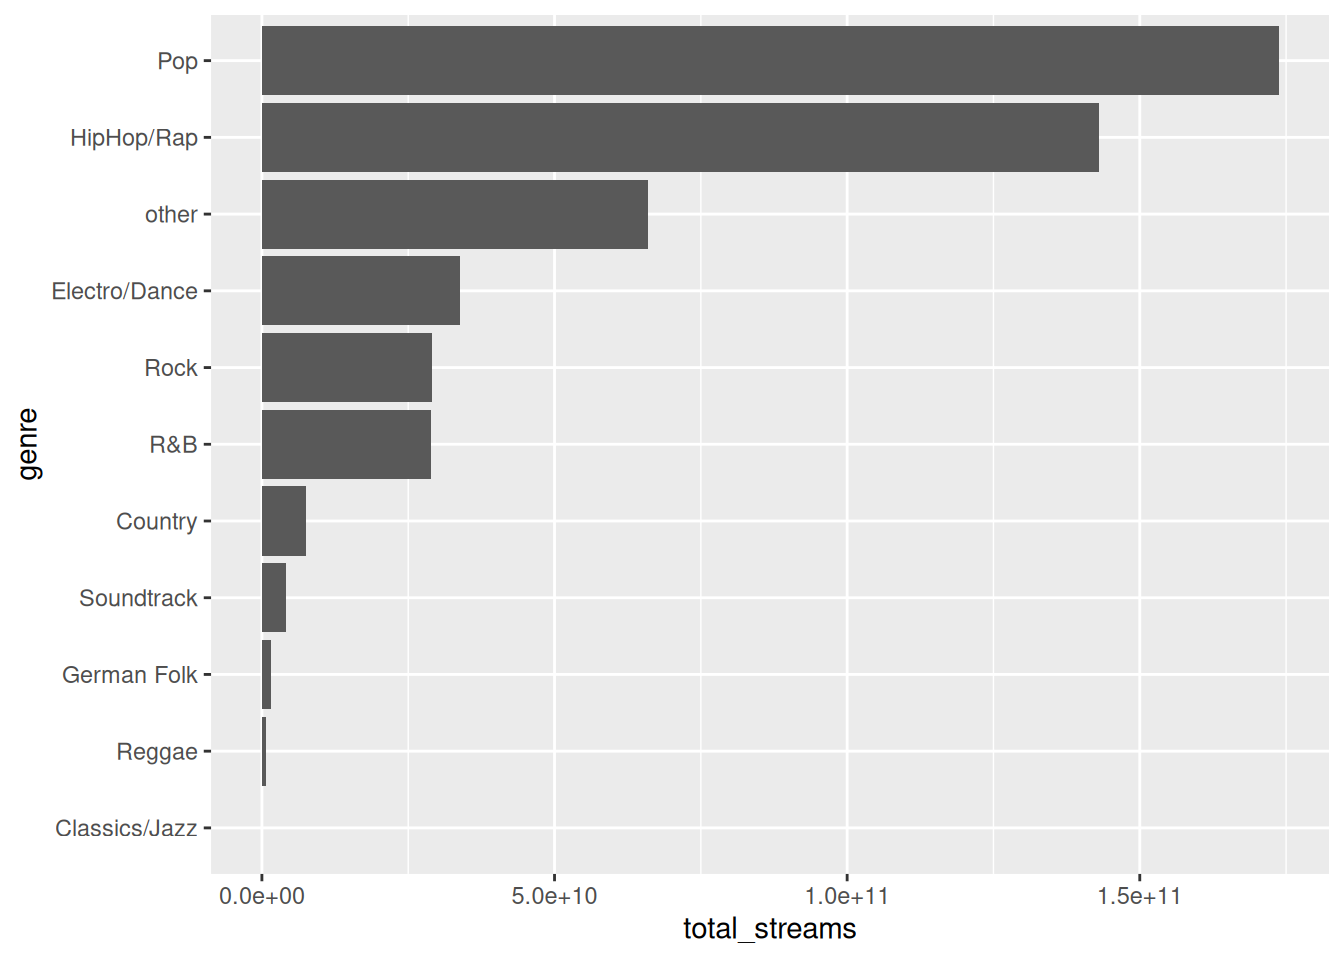 Pop
HipHop/Rap
other
Electro/Dance
Rock
R&B
Country
Soundtrack
German Folk
Reggae
Classics/Jazz
genre
0.0e+00 5.0e+10 1.0e+11 1.5e+11
total_streams